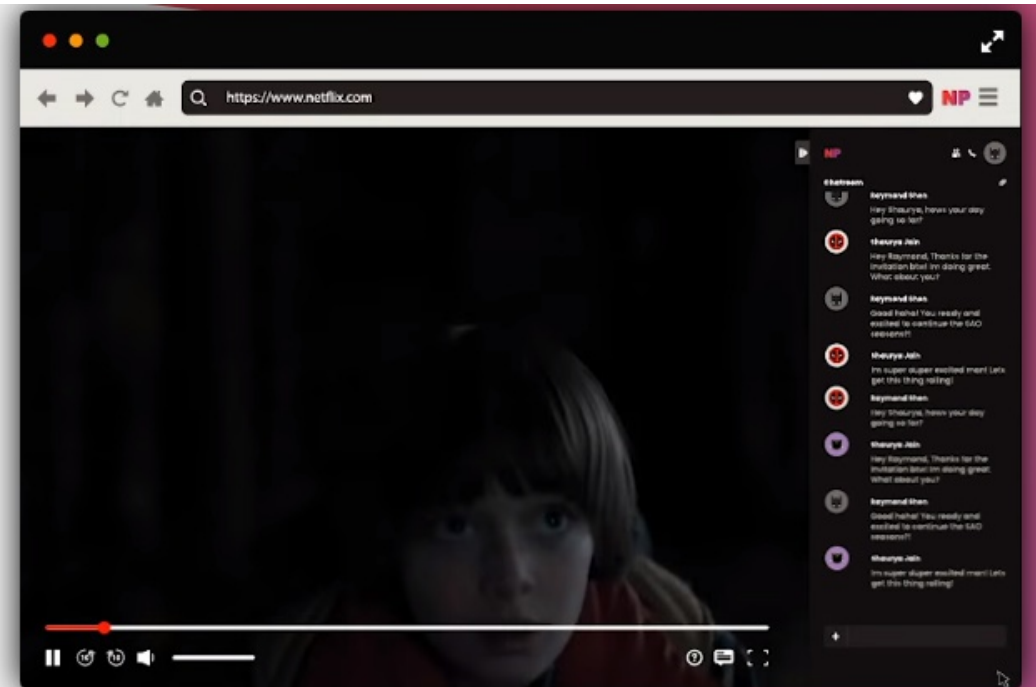 https://www.netflix.com
NP
NP
Chatroom
Raymond Shen
Hey Shaurya, hows your day
going so far?
Shaurya Jain
Hey Raymond, Thanks for the
invitation btw! Im doing great.
What about you?
Raymond Shen
Good haha! You ready and
excited to continue the SAO
seasons?!
Shaurya Jain
Im super duper excited man! Lets
get this thing rolling!
Raymond Shen
Hey Shaurya, hows your day
going so far?
Shaurya Jain
Hey Raymond, Thanks for the
invitation btw! Im doing great.
What about you?
Raymond Shen
Good haha! You ready and
excited to continue the SAO
seasons?!
Shaurya Jain
Im super duper excited man! Lets
get this thing rolling!
10
10